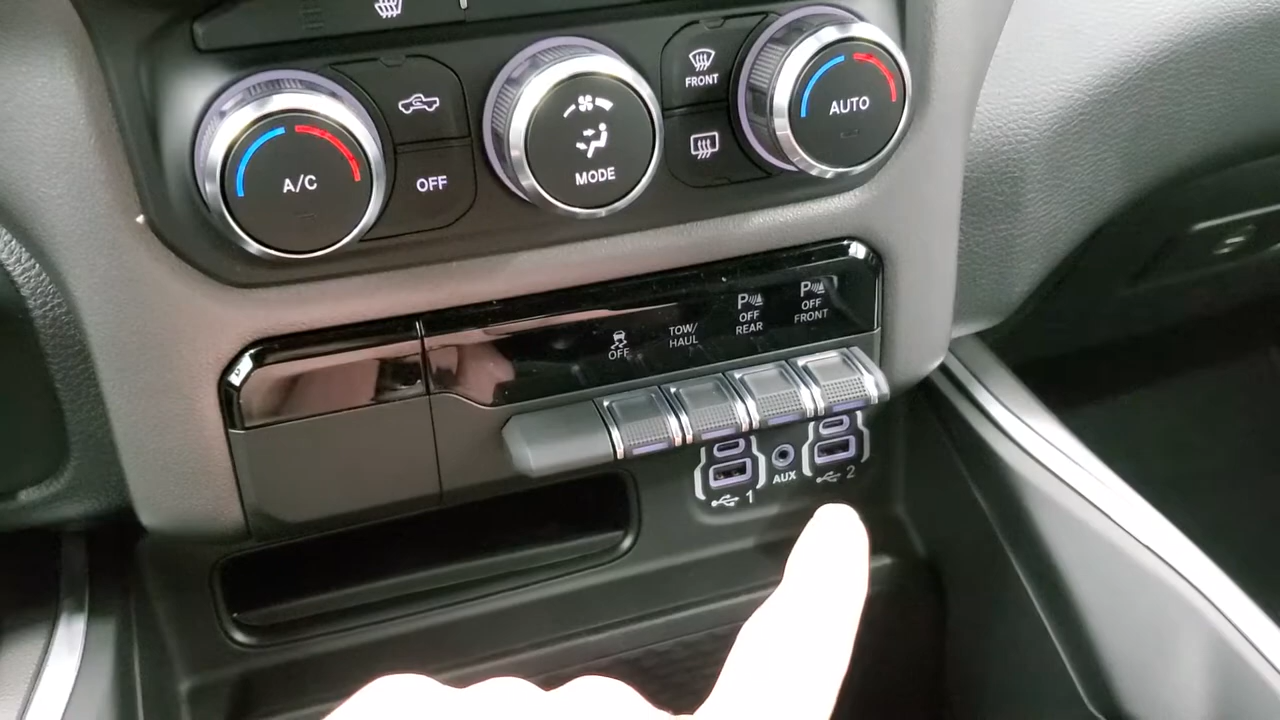 FRONT
AUTO
A/C
OFF
MODE
OFF
TOW/
HAUL
P
OFF
REAR
P
OFF
FRONT
1
AUX
2